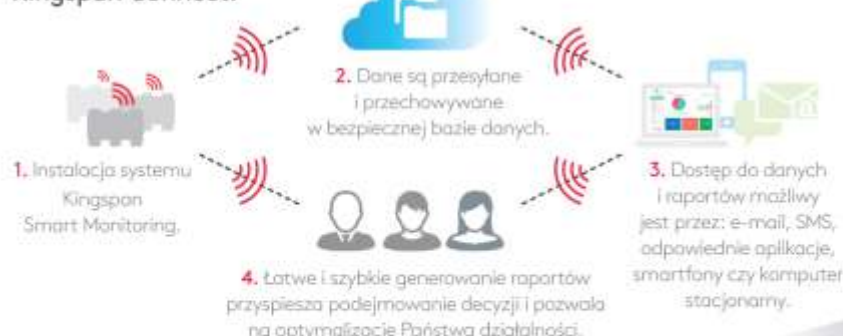 Kingspan
1. Instalacja systemu
Kingspan
Smart Monitoring.
2. Dane są przesyłane
i przechowywane
w bezpiecznej bazie danych.
3. Dostęp do danych
i raportów możliwy
jest przez: e-mail, SMS,
odpowiednie aplikacje,
smartfony czy komputer
stacjonarny.
4. Łatwe i szybkie generowanie raportów
przyspiesza podejmowanie decyzji i pozwala
na optymalizację Państwa działalności.